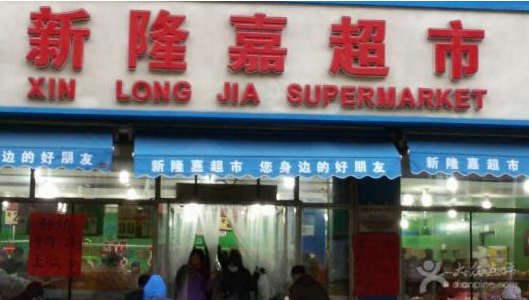 新隆嘉超市
XIN LONG JIA SUPERMARKET
边的好朋友
新隆嘉超市 您身边的好朋友
新隆嘉超市
大众点评
dianping.com